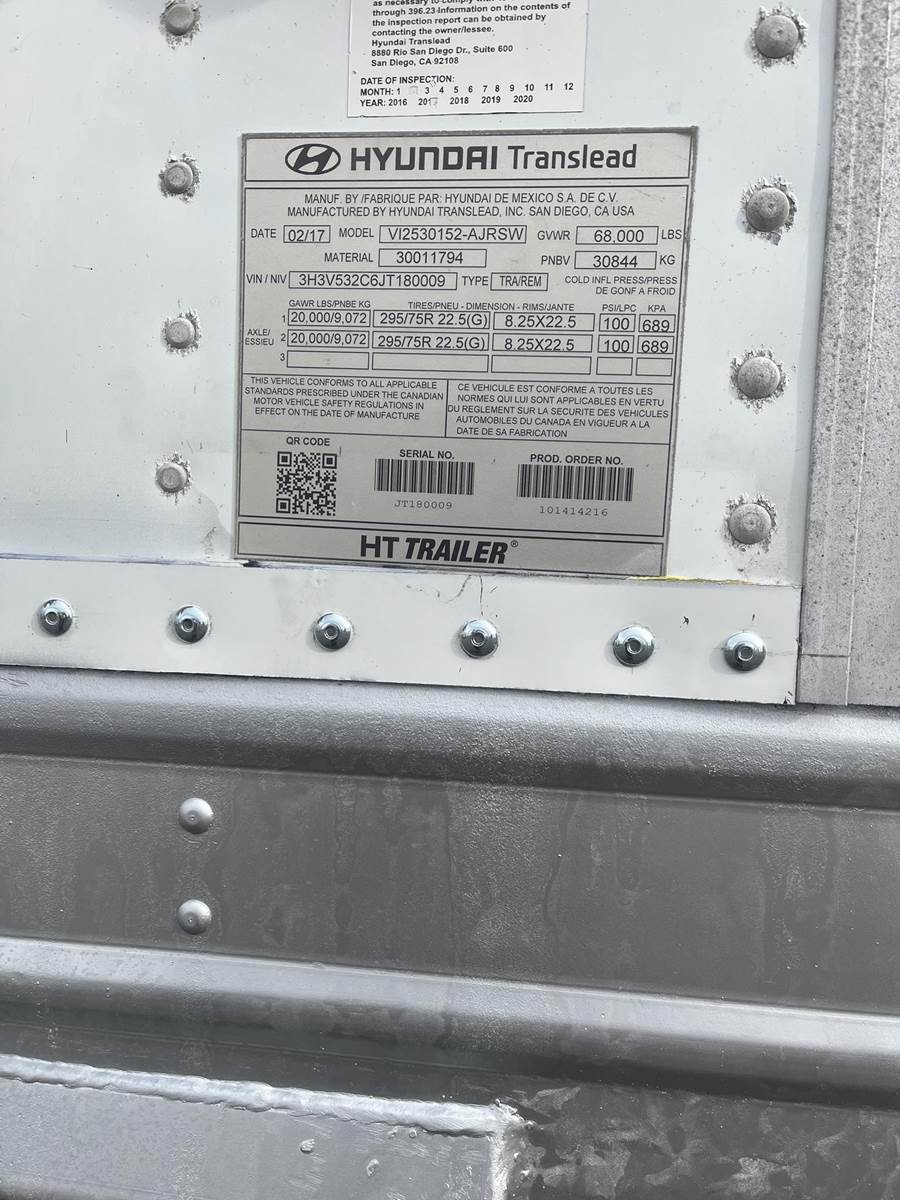 as necessary to comply with
through 396.23 Information on the contents of
the inspection report can be obtained by
contacting the owner/lessee.
Hyundai Translead
8880 Rio San Diego Dr., Suite 600
San Diego, CA 92108
DATE OF INSPECTION:
MONTH: 1 3 4 5 6 7 8 9 10 11 12
YEAR: 2016 2017 2018 2019 2020
HYUNDAI Translead
MANUF. BY /FABRIQUE PAR: HYUNDAI DE MEXICO S.A. DE C.V.
MANUFACTURED BY HYUNDAI TRANSLEAD, INC. SAN DIEGO, CA USA
DATE 02/17 MODEL VI2530152-AJRSW GVWR 68,000 LBS
MATERIAL 30011794 PNBV 30844 KG
VIN / NIV 3H3V532C6JT180009 TYPE TRA/REM COLD INFL PRESS/PRESS
DE GONF A FROID
GAWR LBS/PNBE KG TIRES/PNEU - DIMENSION - RIMS/JANTE PSI/LPC KPA
1 20,000/9,072 295/75R 22.5(G) 8.25X22.5 100 689
AXLE/
ESSIEU 2 20,000/9,072 295/75R 22.5(G) 8.25X22.5 100 689
3
THIS VEHICLE CONFORMS TO ALL APPLICABLE
STANDARDS PRESCRIBED UNDER THE CANADIAN
MOTOR VEHICLE SAFETY REGULATIONS IN
EFFECT ON THE DATE OF MANUFACTURE
CE VEHICULE EST CONFORME A TOUTES LES
NORMES QUI LUI SONT APPLICABLES EN VERTU
DU REGLEMENT SUR LA SECURITE DES VEHICULES
AUTOMOBILES DU CANADA EN VIGUEUR A LA
DATE DE SA FABRICATION
QR CODE
SERIAL NO.
JT180009
PROD. ORDER NO.
101414216
HT TRAILER®